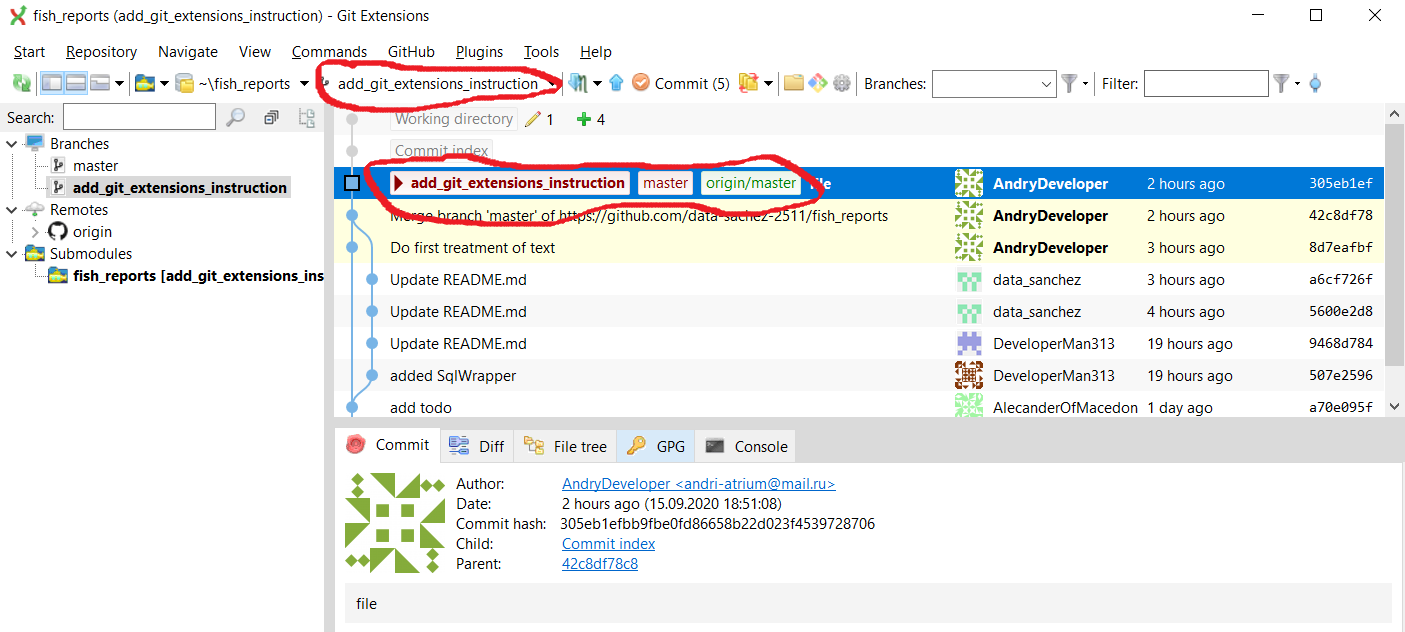 fish_reports (add_git_extensions_instruction) - Git Extensions
Start Repository Navigate View Commands GitHub Plugins Tools Help
~\fish_reports add_git_extensions_instruction Commit (5) Branches: Filter:
Search:
Branches
master
add_git_extensions_instruction
Remotes
origin
Submodules
fish_reports [add_git_extensions_ins
Working directory 1 4
Commit index
add_git_extensions_instruction master origin/master file AndryDeveloper 2 hours ago 305eb1ef
Merge branch 'master' of https://github.com/data-sachez-2511/fish_reports AndryDeveloper 2 hours ago 42c8df78
Do first treatment of text AndryDeveloper 3 hours ago 8d7eafbf
Update README.md data_sanchez 3 hours ago a6cf726f
Update README.md data_sanchez 4 hours ago 5600e2d8
Update README.md DeveloperMan313 19 hours ago 9468d784
added SqlWrapper DeveloperMan313 19 hours ago 507e2596
add todo AlecanderOfMacedon 1 day ago a70e095f
Commit Diff File tree GPG Console
Author: AndryDeveloper <andri-atrium@mail.ru>
Date: 2 hours ago (15.09.2020 18:51:08)
Commit hash: 305eb1efbb9fbe0fd86658b22d023f4539728706
Child: Commit index
Parent: 42c8df78c8
file